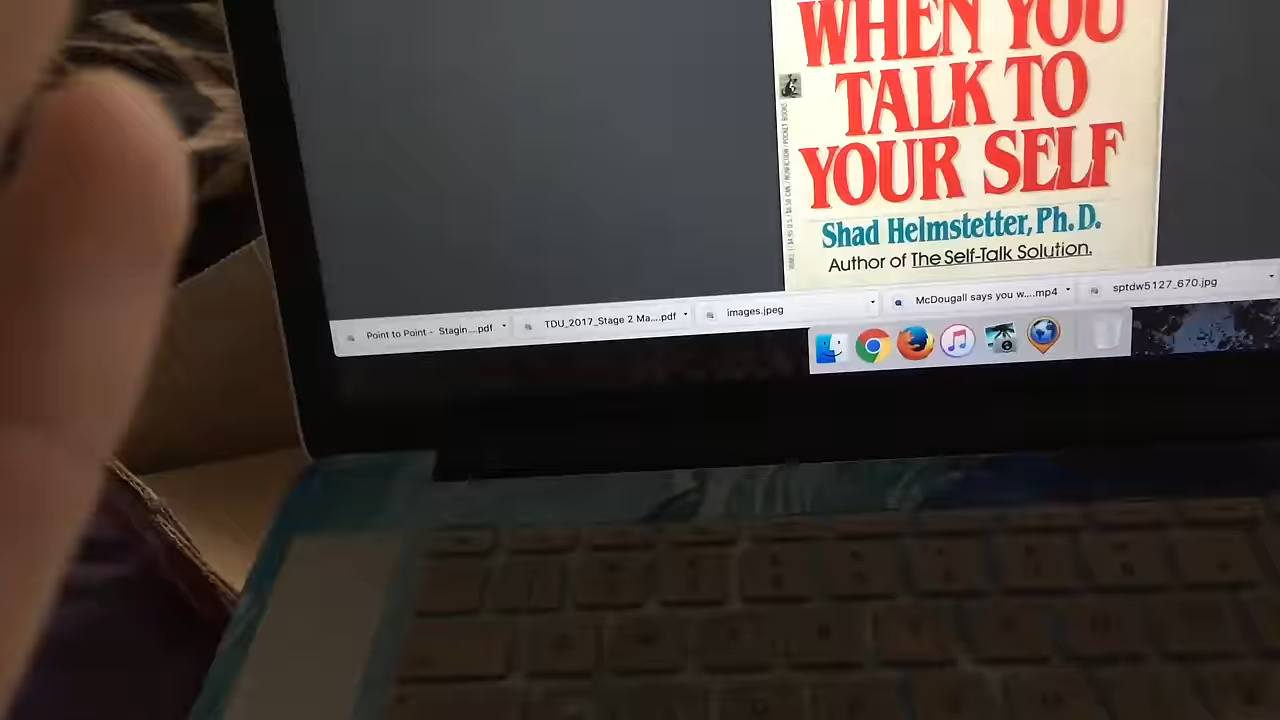 WHEN YOU
TALK TO
YOUR SELF
Shad Helmstetter, Ph.D.
Author of The Self-Talk Solution.
Point to Point - Stagin....pdf
TDU_2017_Stage 2 Ma....pdf
images.jpeg
McDougall says you w....mp4
sptdw5127_670.jpg